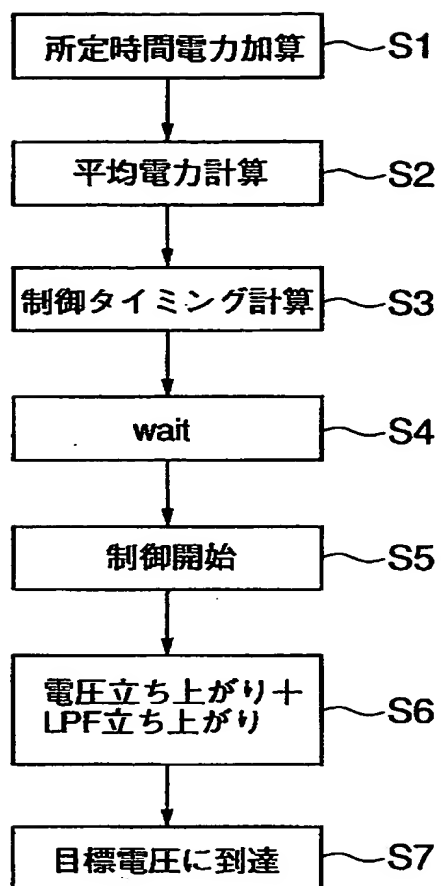 所定時間電力加算 S1
平均電力計算 S2
制御タイミング計算 S3
wait S4
制御開始 S5
電圧立ち上がり+
LPF立ち上がり S6
目標電圧に到達 S7